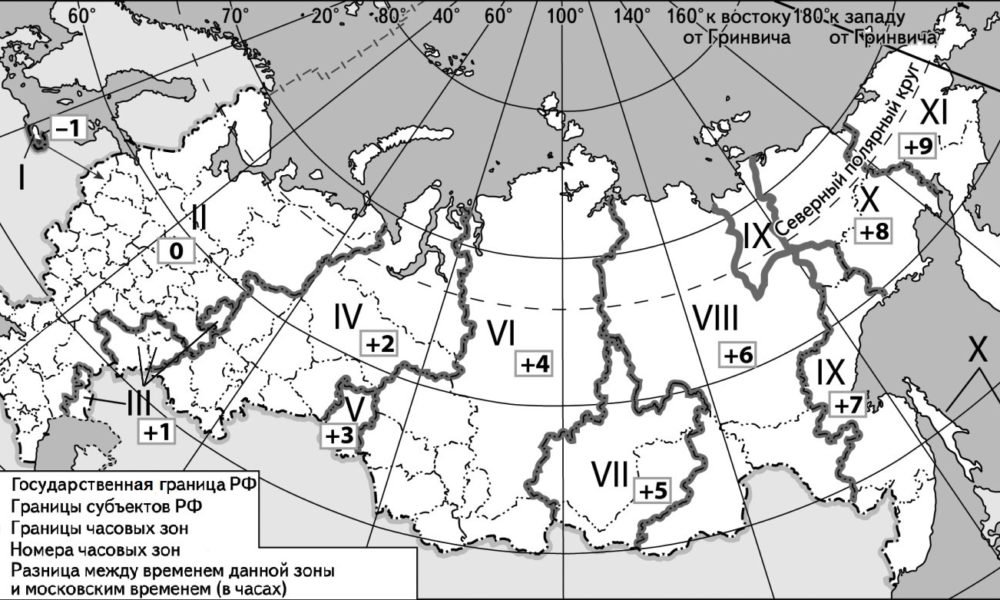 60° 70° 20° 80° 40° 60° 100° 140° 160° к востоку 180° к западу
от Гринвича от Гринвича
Северный полярный круг
XI
+9
−1
I
X
+8
II
0
IX
IV
+2
VI
+4
VIII
+6
X
IX
+7
III
+1
V
+3
VII
+5
Государственная граница РФ
Границы субъектов РФ
Границы часовых зон
Номера часовых зон
Разница между временем данной зоны
и московским временем (в часах)